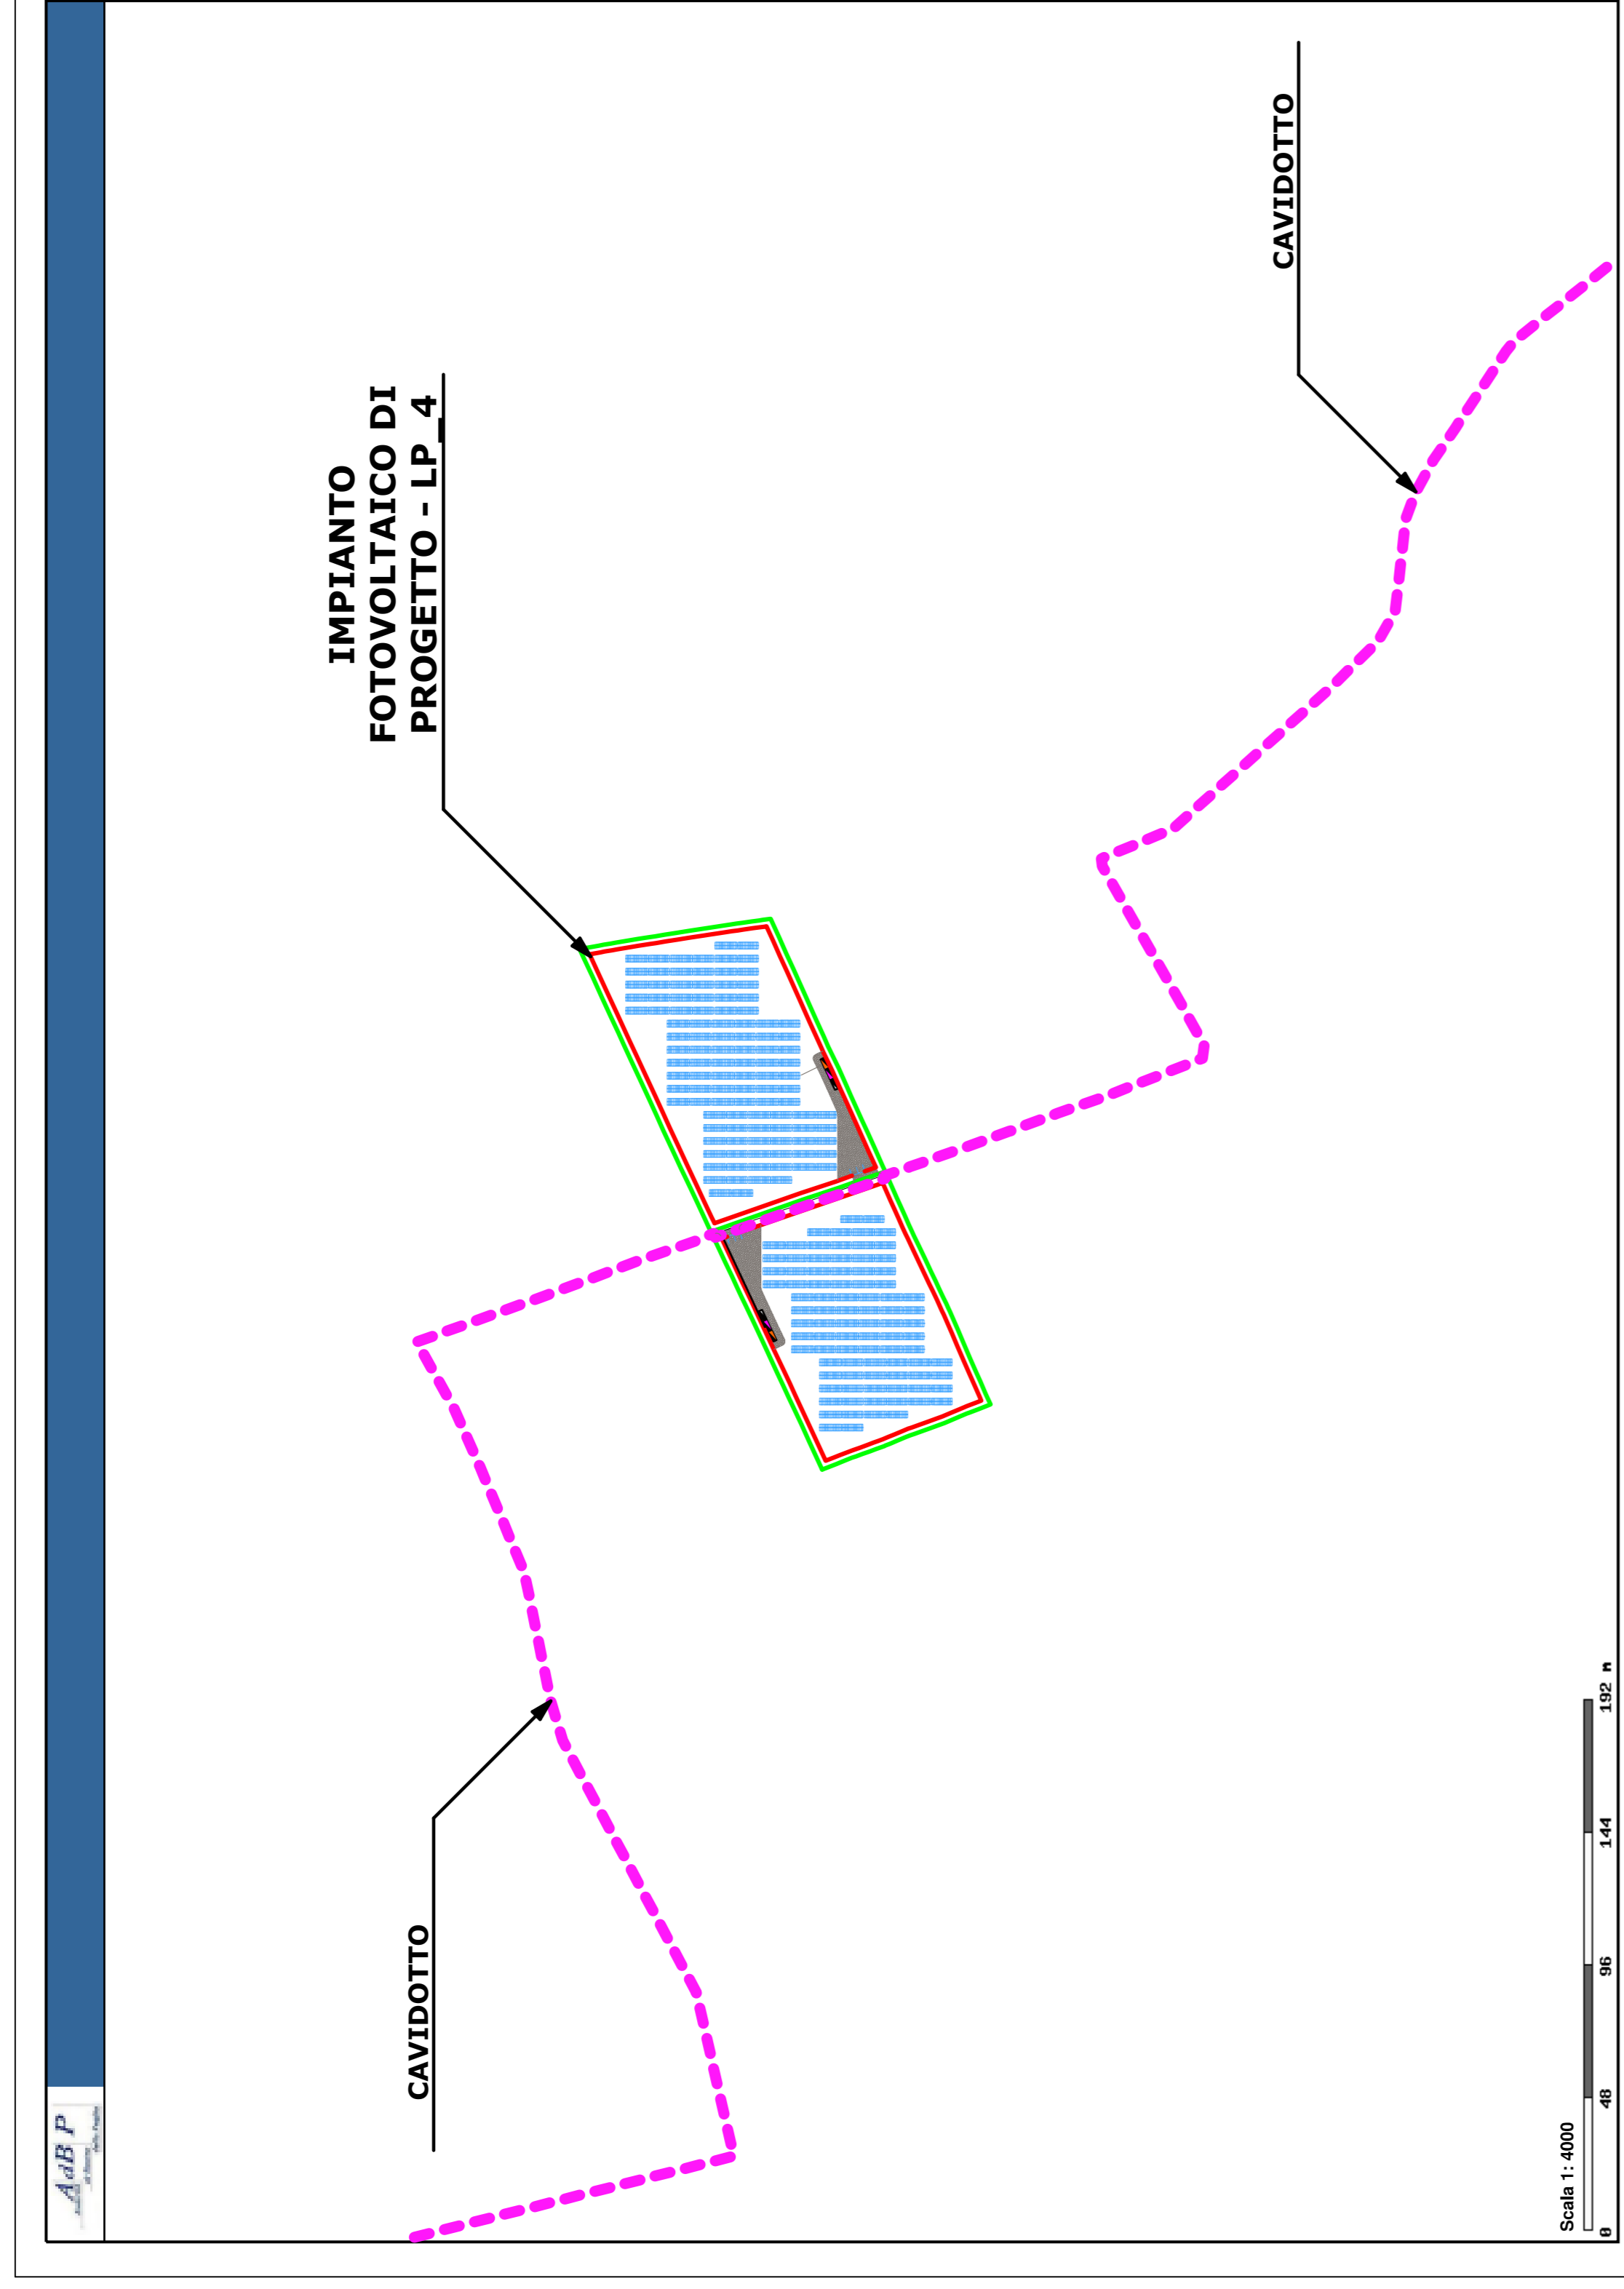 AdB P
IMPIANTO
FOTOVOLTAICO DI
PROGETTO - LP_4
CAVIDOTTO
CAVIDOTTO
Scala 1: 4000
0 48 96 144 192 m